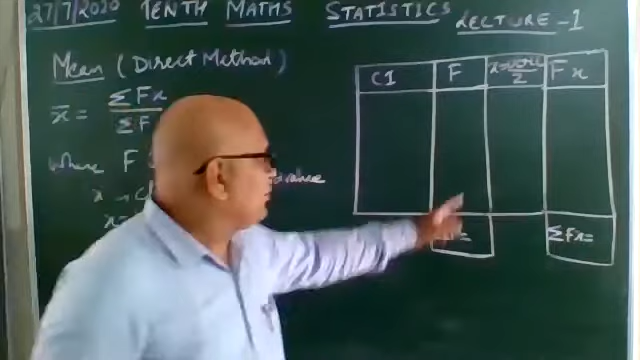 27/7/2020 TENTH MATHS STATISTICS LECTURE-1
Mean (Direct Method)
x̄ = ΣFx
ΣF
Where F
x
x =
CI F Fx
2
ΣFx=